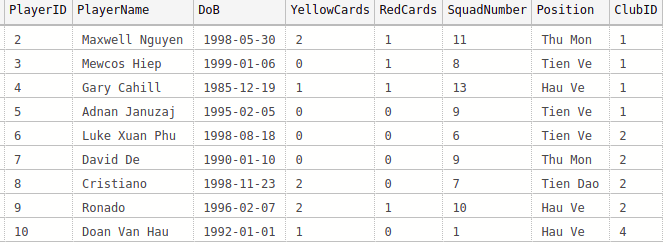 PlayerID PlayerName DoB YellowCards RedCards SquadNumber Position ClubID
2 Maxwell Nguyen 1998-05-30 2 1 11 Thu Mon 1
3 Mewcos Hiep 1999-01-06 0 1 8 Tien Ve 1
4 Gary Cahill 1985-12-19 1 1 13 Hau Ve 1
5 Adnan Januzaj 1995-02-05 0 0 9 Tien Ve 1
6 Luke Xuan Phu 1998-08-18 0 0 6 Tien Ve 2
7 David De 1990-01-10 0 0 9 Thu Mon 2
8 Cristiano 1998-11-23 2 0 7 Tien Dao 2
9 Ronado 1996-02-07 2 1 10 Hau Ve 2
10 Doan Van Hau 1992-01-01 1 0 1 Hau Ve 4